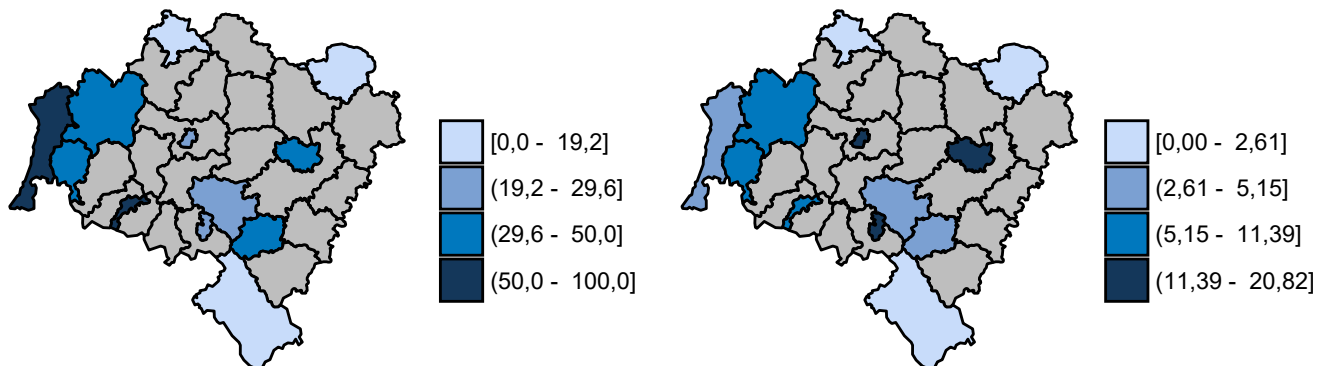 [0,0 - 19,2]
(19,2 - 29,6]
(29,6 - 50,0]
(50,0 - 100,0]
[0,00 - 2,61]
(2,61 - 5,15]
(5,15 - 11,39]
(11,39 - 20,82]